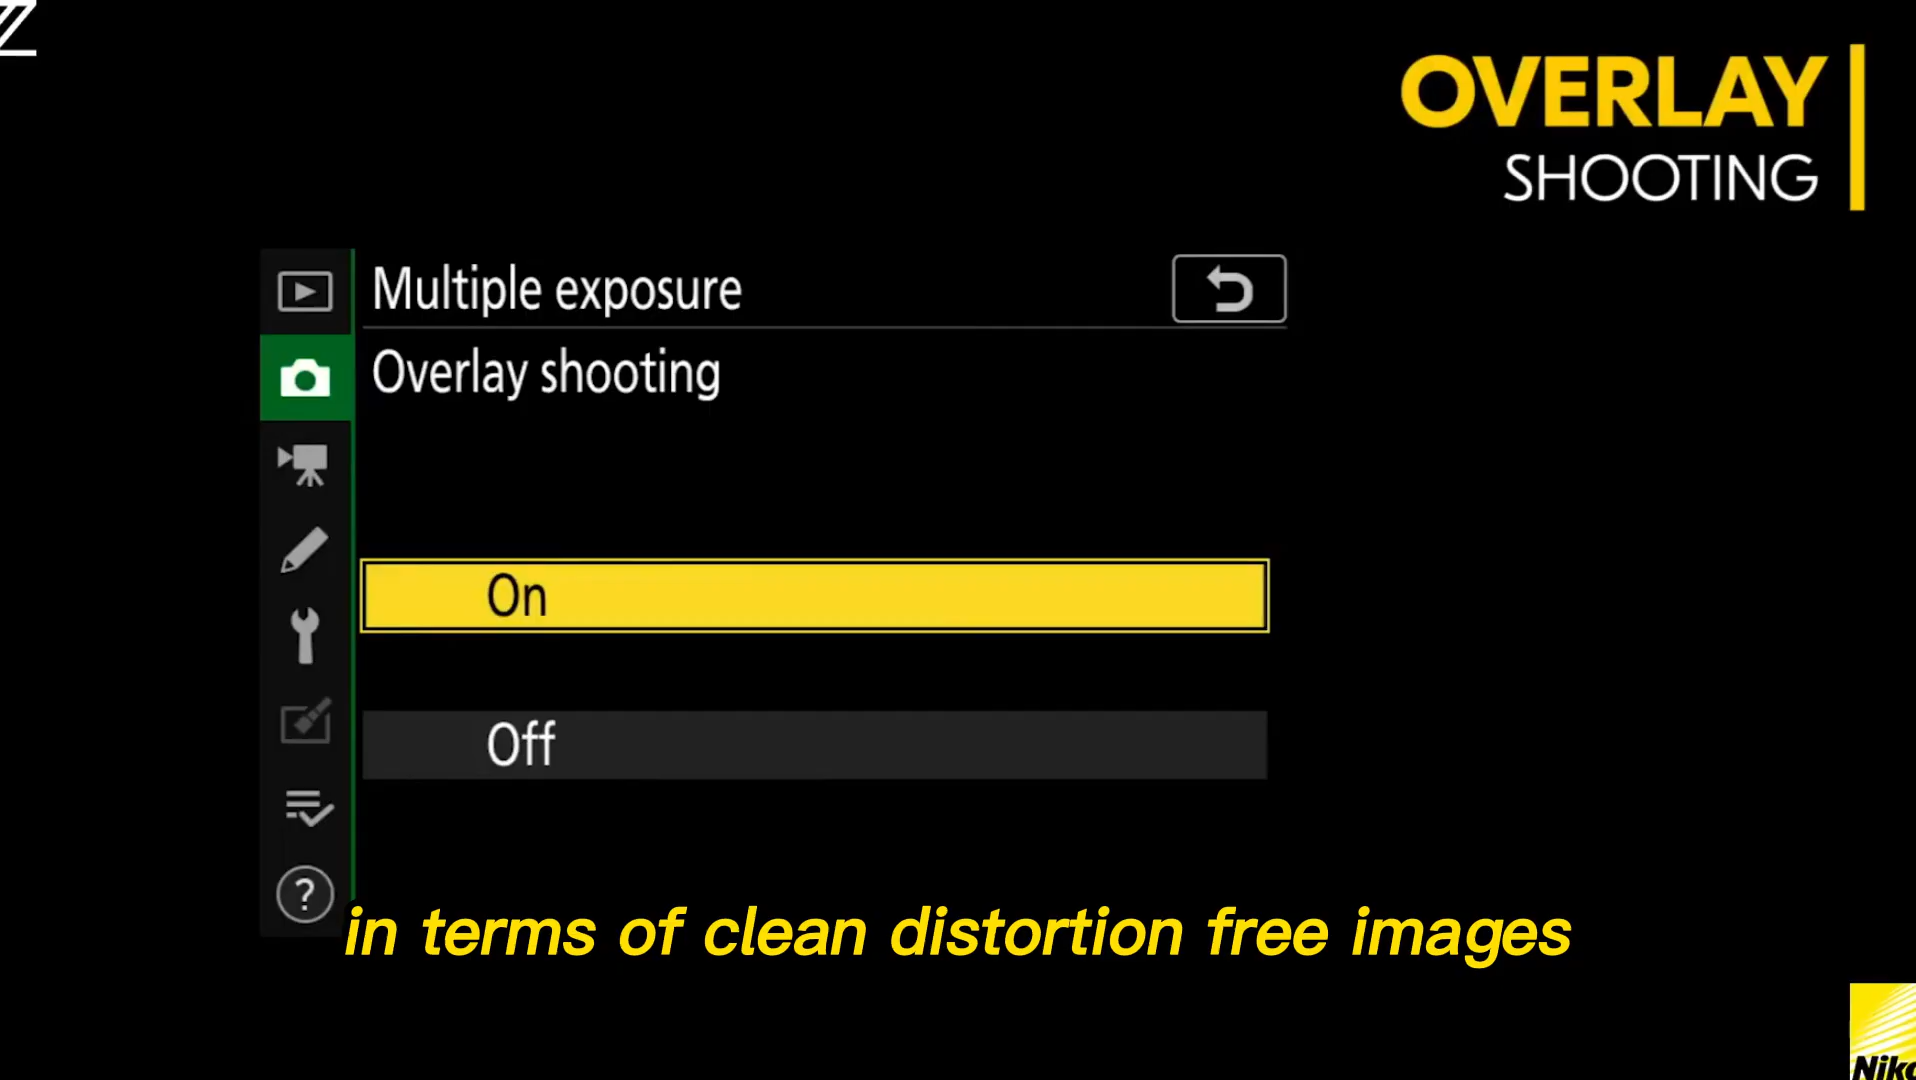 Z
OVERLAY
SHOOTING
Multiple exposure
Overlay shooting
On
Off
?
in terms of clean distortion free images